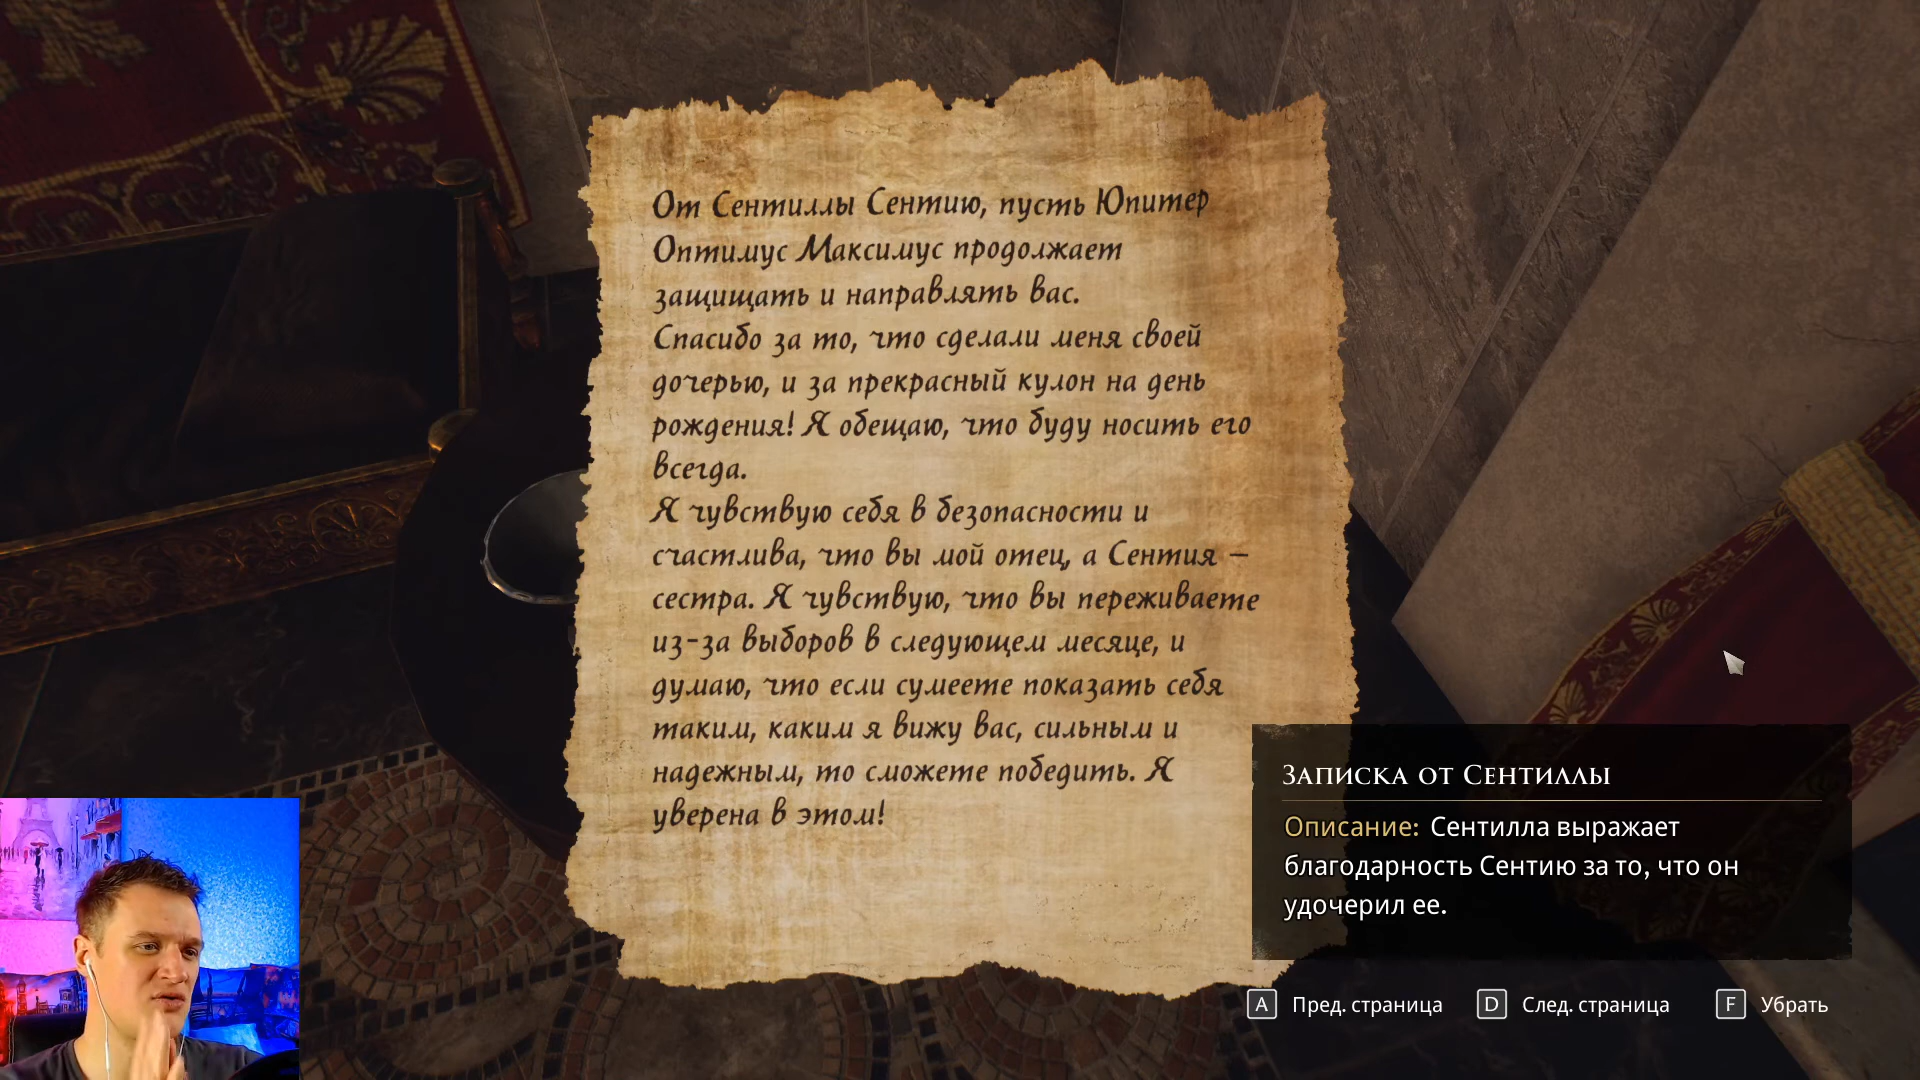 От Сентиллы Сентию, пусть Юпитер
Оптимус Максимус продолжает
защищать и направлять вас.
Спасибо за то, что сделали меня своей
дочерью, и за прекрасный кулон на день
рождения! Я обещаю, что буду носить его
всегда.
Я чувствую себя в безопасности и
счастлива, что вы мой отец, а Сентия –
сестра. Я чувствую, что вы переживаете
из-за выборов в следующем месяце, и
думаю, что если сумеете показать себя
таким, каким я вижу вас, сильным и
надежным, то сможете победить. Я
уверена в этом!
Записка от Сентиллы
Описание: Сентилла выражает
благодарность Сентию за то, что он
удочерил ее.
A Пред. страница D След. страница F Убрать